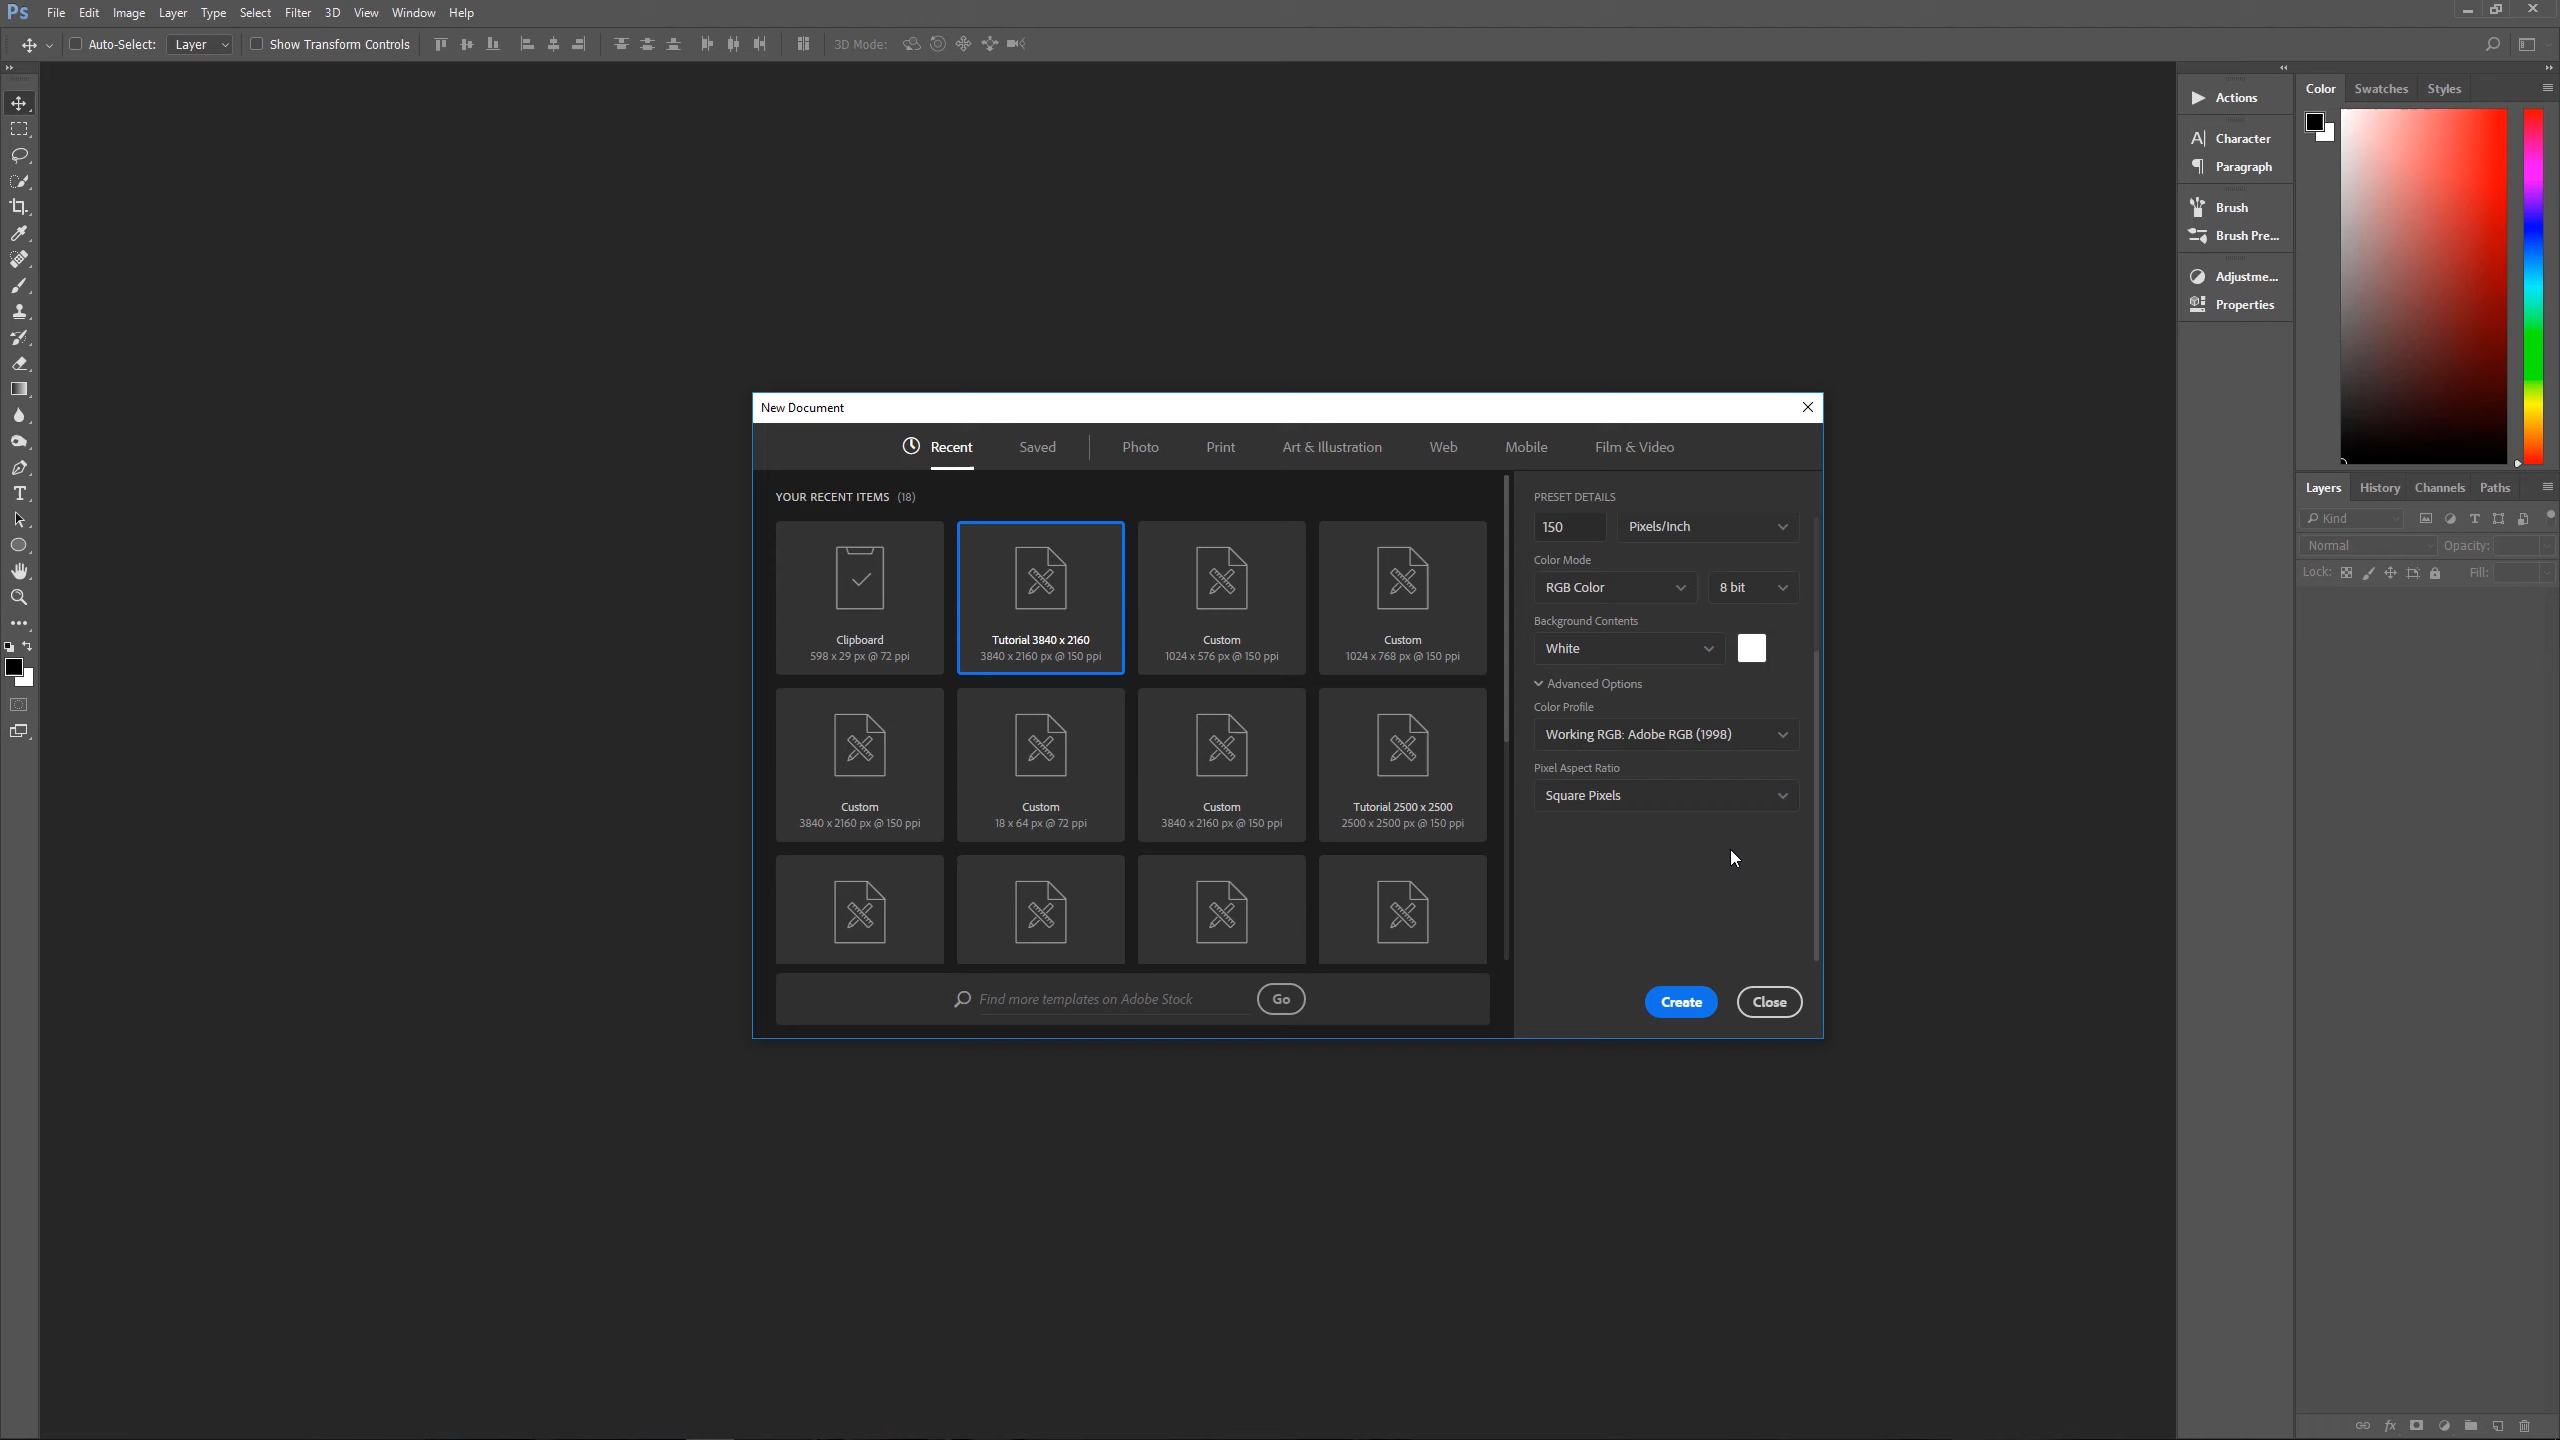 Ps File Edit Image Layer Type Select Filter 3D View Window Help
Auto-Select: Layer Show Transform Controls 3D Mode:
Actions
Character
Paragraph
Brush
Brush Pre...
Adjustme...
Properties
Color Swatches Styles
New Document
Recent Saved Photo Print Art & Illustration Web Mobile Film & Video
YOUR RECENT ITEMS (18)
Clipboard
598 x 29 px @ 72 ppi
Tutorial 3840 x 2160
3840 x 2160 px @ 150 ppi
Custom
1024 x 576 px @ 150 ppi
Custom
1024 x 768 px @ 150 ppi
Custom
3840 x 2160 px @ 150 ppi
Custom
18 x 64 px @ 72 ppi
Custom
3840 x 2160 px @ 150 ppi
Tutorial 2500 x 2500
2500 x 2500 px @ 150 ppi
Find more templates on Adobe Stock Go
PRESET DETAILS
150 Pixels/Inch
Color Mode
RGB Color 8 bit
Background Contents
White
Advanced Options
Color Profile
Working RGB: Adobe RGB (1998)
Pixel Aspect Ratio
Square Pixels
Create Close
Layers History Channels Paths
Kind
Normal Opacity:
Lock: Fill:
fx